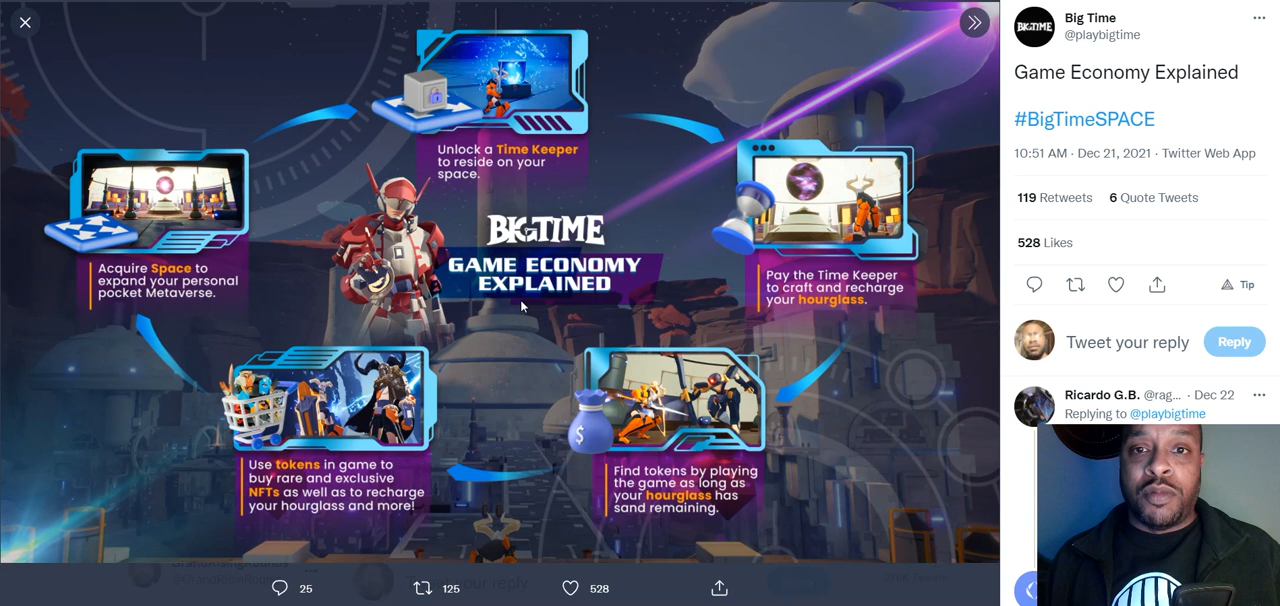 Unlock a Time Keeper
to reside on your
space.
Acquire Space to
expand your personal
pocket Metaverse.
BIGTIME
GAME ECONOMY
EXPLAINED
Pay the Time Keeper
to craft and recharge
your hourglass.
$
Use tokens in game to
buy rare and exclusive
NFTs as well as to recharge
your hourglass and more!
Find tokens by playing
the game as long as
your hourglass has
sand remaining.
25
125
528
BIGTIME
Big Time
@playbigtime
Game Economy Explained
#BigTimeSPACE
10:51 AM · Dec 21, 2021 · Twitter Web App
119 Retweets 6 Quote Tweets
528 Likes
Tip
Tweet your reply
Reply
Ricardo G.B. @rag... · Dec 22
Replying to @playbigtime